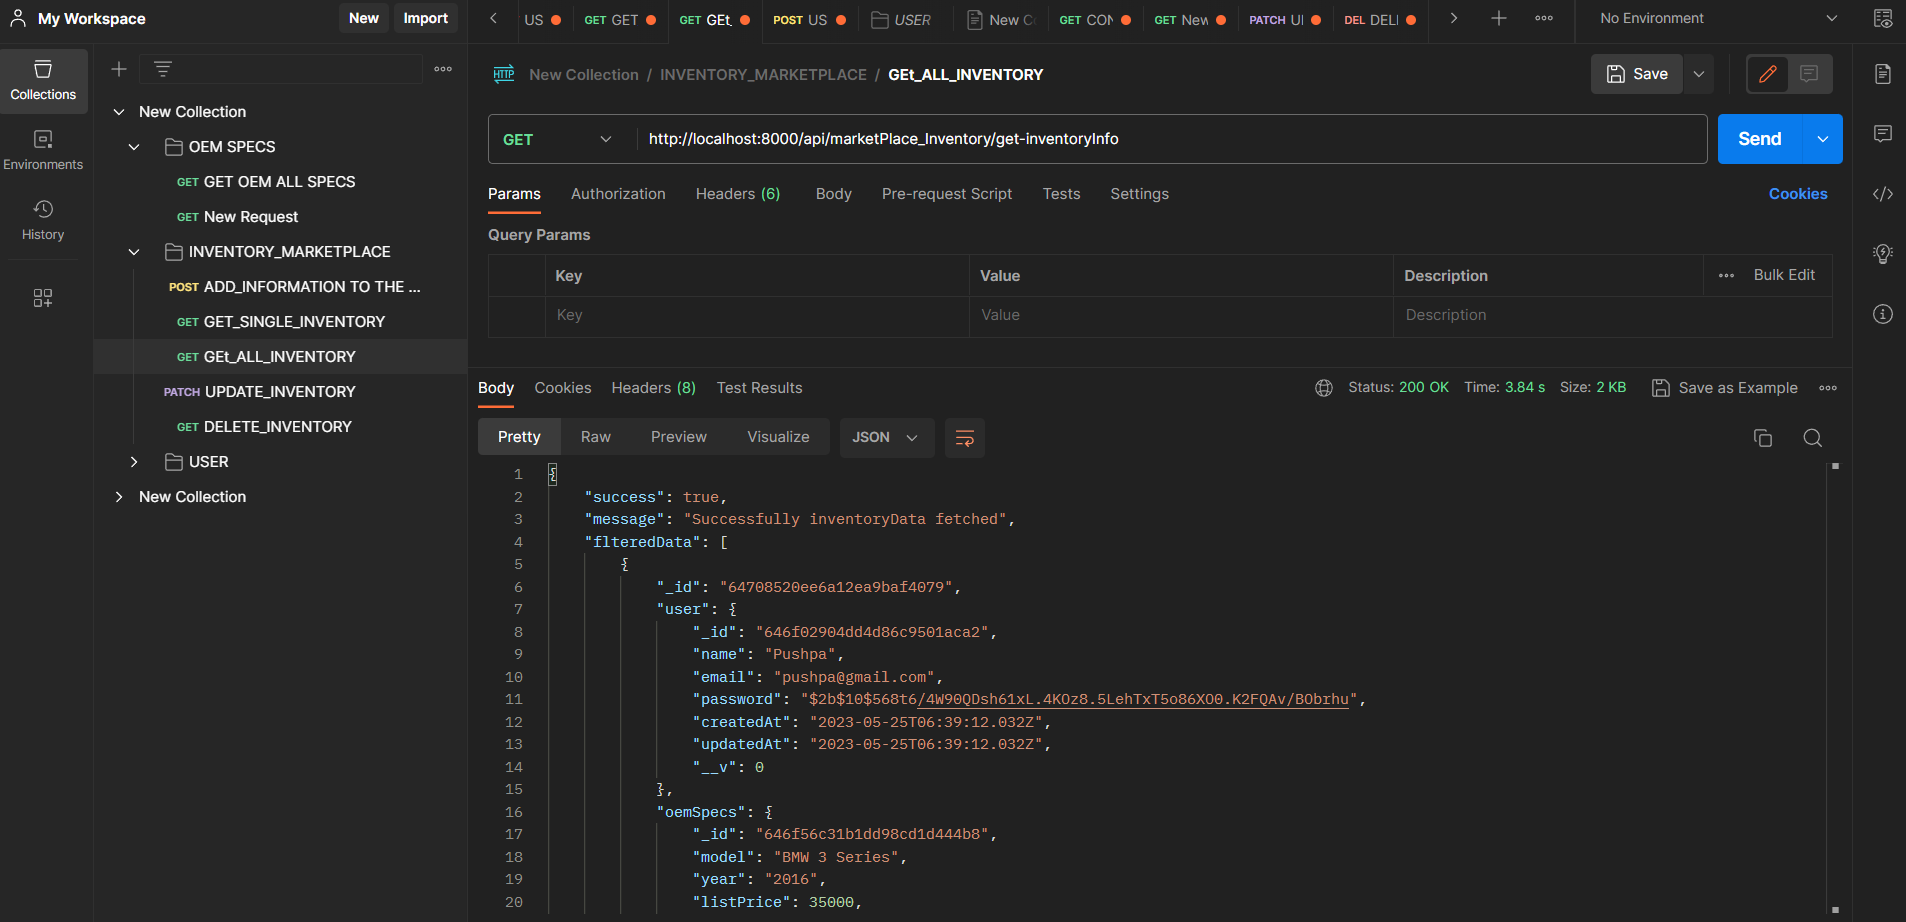 My Workspace
New
Import
US
GET GET
GET GEt_
POST US
USER
New Co
GET CON
GET New
PATCH
DEL DELI
No Environment
Collections
Environments
History
New Collection
OEM SPECS
GET GET OEM ALL SPECS
GET New Request
INVENTORY_MARKETPLACE
POST ADD_INFORMATION TO THE ...
GET GET_SINGLE_INVENTORY
GET GEt_ALL_INVENTORY
PATCH UPDATE_INVENTORY
GET DELETE_INVENTORY
USER
New Collection
HTTP New Collection / INVENTORY_MARKETPLACE / GEt_ALL_INVENTORY
Save
GET
http://localhost:8000/api/marketPlace_Inventory/get-inventoryInfo
Send
Params Authorization Headers (6) Body Pre-request Script Tests Settings Cookies
Query Params
Key Value Description Bulk Edit
Key Value Description
Body Cookies Headers (8) Test Results Status: 200 OK Time: 3.84 s Size: 2 KB Save as Example
Pretty Raw Preview Visualize JSON
1 {
2 "success": true,
3 "message": "Successfully inventoryData fetched",
4 "flteredData": [
5 {
6 "_id": "64708520ee6a12ea9baf4079",
7 "user": {
8 "_id": "646f02904dd4d86c9501aca2",
9 "name": "Pushpa",
10 "email": "pushpa@gmail.com",
11 "password": "$2b$10$568t6/4W90QDsh61xL.4KOz8.5LehTxT5o86XO0.K2FQAv/BObrhu",
12 "createdAt": "2023-05-25T06:39:12.032Z",
13 "updatedAt": "2023-05-25T06:39:12.032Z",
14 "__v": 0
15 },
16 "oemSpecs": {
17 "_id": "646f56c31b1dd98cd1d444b8",
18 "model": "BMW 3 Series",
19 "year": "2016",
20 "listPrice": 35000,